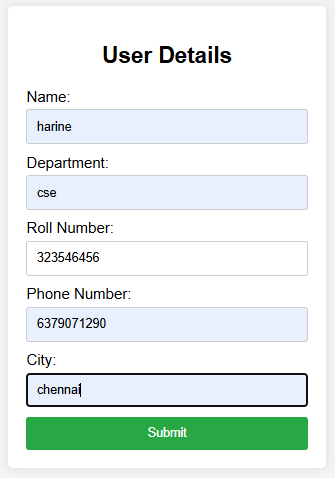 User Details
Name:
harine
Department:
cse
Roll Number:
323546456
Phone Number:
6379071290
City:
chennai
Submit